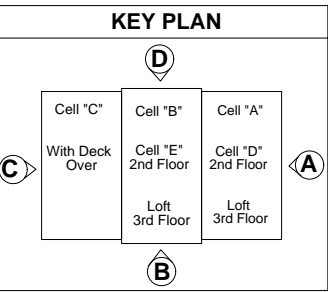 KEY PLAN
D
Cell "C"
Cell "B"
Cell "A"
With Deck
Over
Cell "E"
2nd Floor
Cell "D"
2nd Floor
C
A
Loft
3rd Floor
Loft
3rd Floor
B